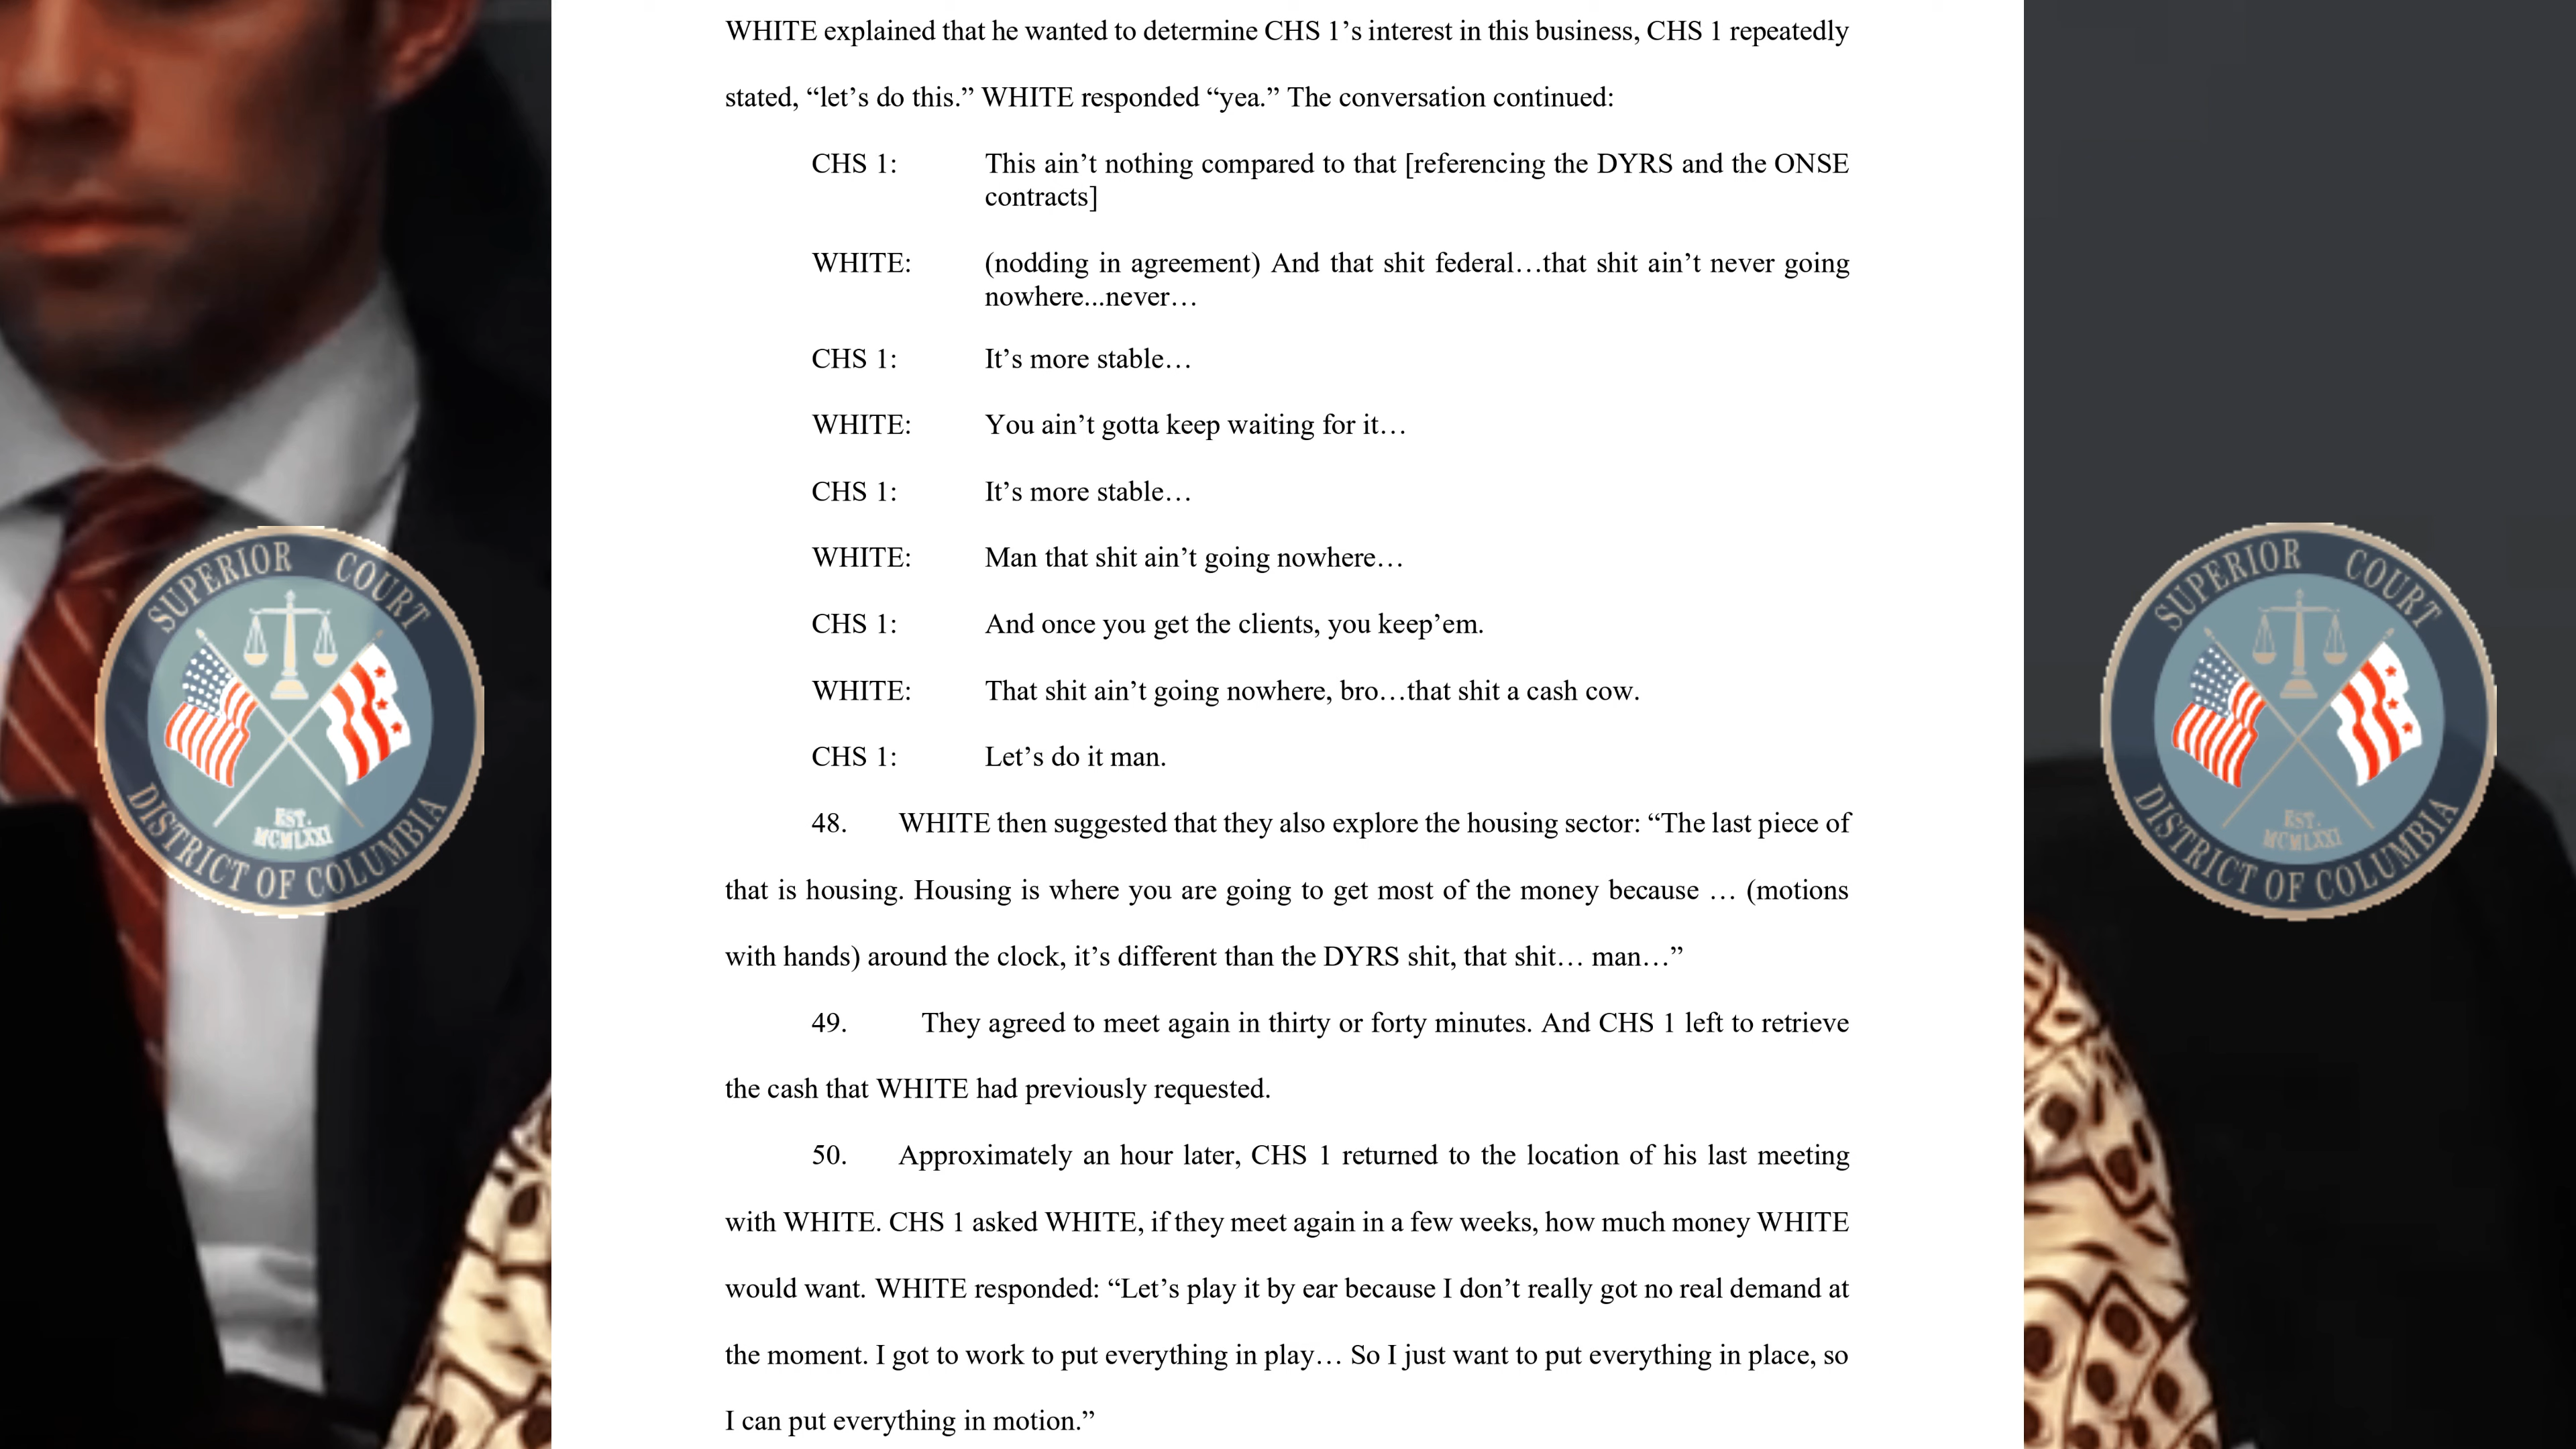 WHITE explained that he wanted to determine CHS 1’s interest in this business, CHS 1 repeatedly
stated, “let’s do this.” WHITE responded “yea.” The conversation continued:
CHS 1: This ain’t nothing compared to that [referencing the DYRS and the ONSE
contracts]
WHITE: (nodding in agreement) And that shit federal…that shit ain’t never going
nowhere...never…
CHS 1: It’s more stable…
WHITE: You ain’t gotta keep waiting for it…
CHS 1: It’s more stable…
WHITE: Man that shit ain’t going nowhere…
CHS 1: And once you get the clients, you keep’em.
WHITE: That shit ain’t going nowhere, bro…that shit a cash cow.
CHS 1: Let’s do it man.
48. WHITE then suggested that they also explore the housing sector: “The last piece of
that is housing. Housing is where you are going to get most of the money because … (motions
with hands) around the clock, it’s different than the DYRS shit, that shit… man…”
49. They agreed to meet again in thirty or forty minutes. And CHS 1 left to retrieve
the cash that WHITE had previously requested.
50. Approximately an hour later, CHS 1 returned to the location of his last meeting
with WHITE. CHS 1 asked WHITE, if they meet again in a few weeks, how much money WHITE
would want. WHITE responded: “Let’s play it by ear because I don’t really got no real demand at
the moment. I got to work to put everything in play… So I just want to put everything in place, so
I can put everything in motion.”
SUPERIOR COURT
EST.
MCMLXXI
DISTRICT OF COLUMBIA
SUPERIOR COURT
EST.
MCMLXXI
DISTRICT OF COLUMBIA